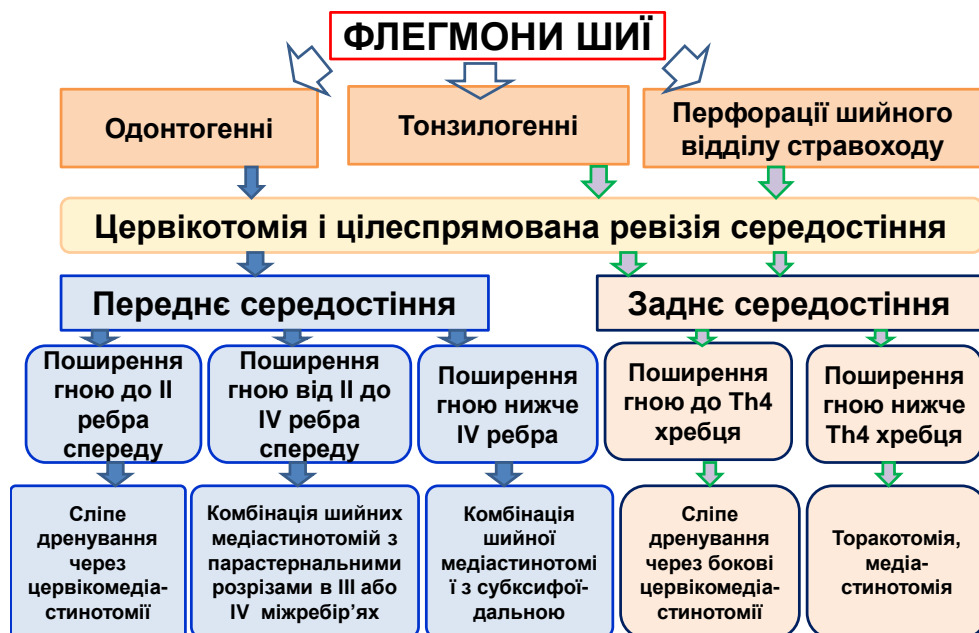 ФЛЕГМОНИ ШИЇ
Одонтогенні
Тонзилогенні
Перфорації шийного
відділу стравоходу
Цервікотомія і цілеспрямована ревізія середостіння
Переднє середостіння
Заднє середостіння
Поширення
гною до II
ребра
спереду
Поширення
гною від II до
IV ребра
спереду
Поширення
гною нижче
IV ребра
Поширення
гною до Th4
хребця
Поширення
гною нижче
Th4 хребця
Сліпе
дренування
через
цервікомедіа-
стинотомії
Комбінація шийних
медіастинотомій з
парастернальними
розрізами в III або
IV міжребір’ях
Комбінація
шийної
медіастинотомі
ї з субксифої-
дальною
Сліпе
дренування
через бокові
цервікомедіа-
стинотомії
Торакотомія,
медіа-
стинотомія